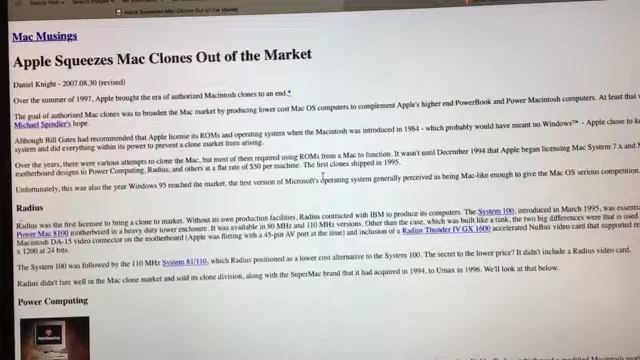 Search Web
Apple Squeezes Mac Clones Out of the Market
Mac Musings
Apple Squeezes Mac Clones Out of the Market
Daniel Knight - 2007.08.30 (revised)
Over the summer of 1997, Apple brought the era of authorized Macintosh clones to an end.*
The goal of authorized Mac clones was to broaden the Mac market by producing lower cost Mac OS computers to complement Apple's higher end PowerBook and Power Macintosh computers. At least that
Michael Spindler's hope.
Although Bill Gates had recommended that Apple license its ROMs and operating system when the Macintosh was introduced in 1984 - which probably would have meant no Windows™ - Apple chose to
system and did everything within its power to prevent a clone market from arising.
Over the years, there were various attempts to clone the Mac, but most of them required using ROMs from a Mac to function. It wasn't until December 1994 that Apple began licensing Mac System 7.x and
motherboard designs to Power Computing, Radius, and others at a flat rate of $50 per machine. The first clones shipped in 1995.
Unfortunately, this was also the year Windows 95 reached the market, the first version of Microsoft's operating system generally perceived as being Mac-like enough to give the Mac OS serious competition.
Radius
Radius was the first licensee to bring a clone to market. Without its own production facilities, Radius contracted with IBM to produce its computers. The System 100, introduced in March 1995, was
Power Mac 8100 motherboard in a heavy duty tower enclosure. It was available in 80 MHz and 110 MHz versions. Other than the case, which was built like a tank, the two big differences were that is used
Macintosh DA-15 video connector on the motherboard (Apple was flirting with a 45-pin AV port at the time) and inclusion of a Radius Thunder IV GX 1600 accelerated NuBus video card that supported
x 1200 at 24 bits.
The System 100 was followed by the 110 MHz System 81/110, which Radius positioned as a lower cost alternative to the System 100. The secret to the lower price? It didn't include a Radius video card.
Radius didn't fare well in the Mac clone market and sold its clone division, along with the SuperMac brand that it had acquired in 1994, to Umax in 1996. We'll look at that below.
Power Computing